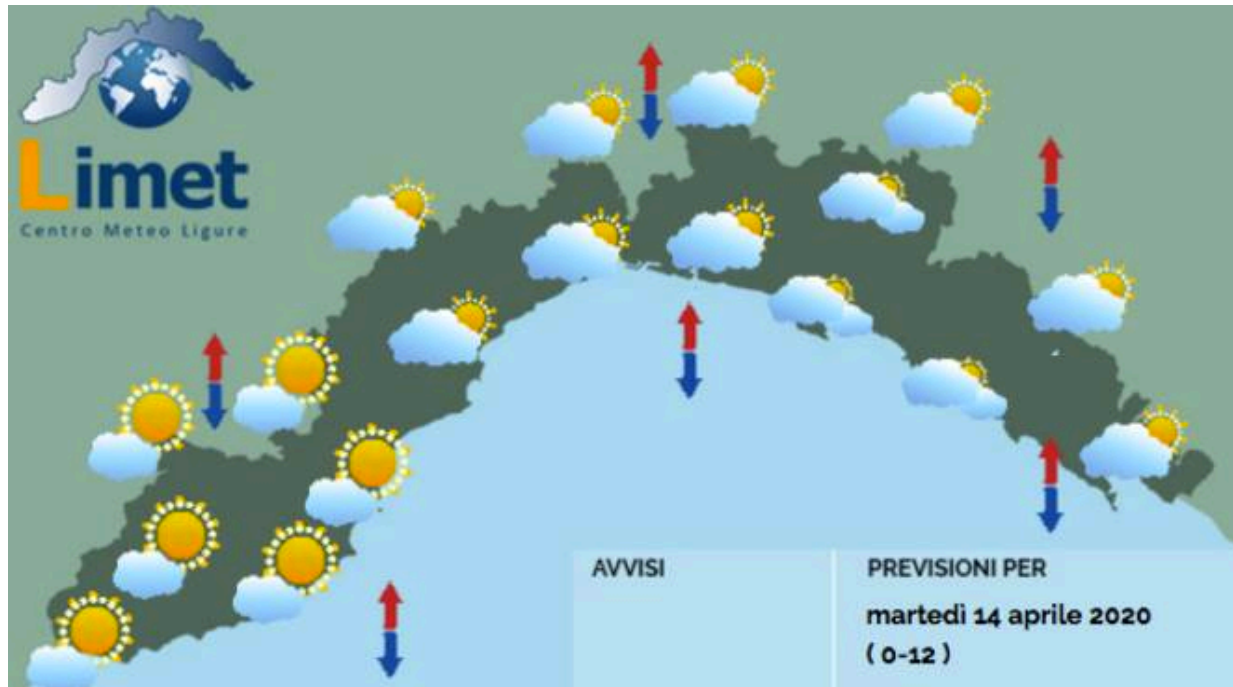 Limet
Centro Meteo Ligure
AVVISI
PREVISIONI PER
martedì 14 aprile 2020
( 0-12 )